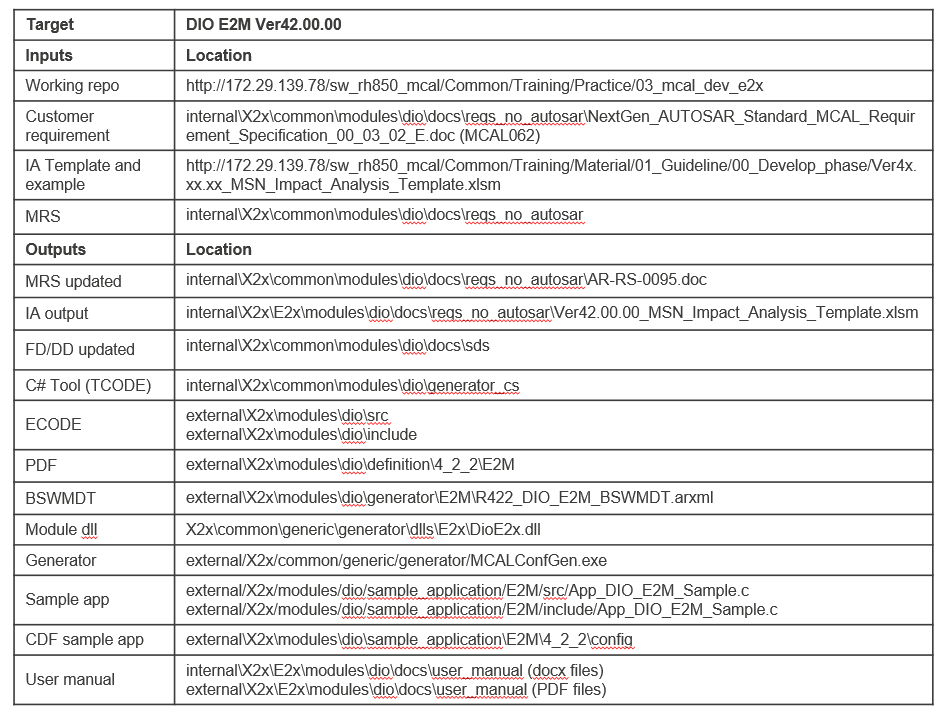 Target DIO E2M Ver42.00.00
Inputs Location
Working repo http://172.29.139.78/sw_rh850_mcal/Common/Training/Practice/03_mcal_dev_e2x
Customer requirement internal\X2x\common\modules\dio\docs\reqs_no_autosar\NextGen_AUTOSAR_Standard_MCAL_Requir
ement_Specification_00_03_02_E.doc (MCAL062)
IA Template and example http://172.29.139.78/sw_rh850_mcal/Common/Training/Material/01_Guideline/00_Develop_phase/Ver4x.
xx.xx_MSN_Impact_Analysis_Template.xlsm
MRS internal\X2x\common\modules\dio\docs\reqs_no_autosar
Outputs Location
MRS updated internal\X2x\common\modules\dio\docs\reqs_no_autosar\AR-RS-0095.doc
IA output internal\X2x\E2x\modules\dio\docs\reqs_no_autosar\Ver42.00.00_MSN_Impact_Analysis_Template.xlsm
FD/DD updated internal\X2x\common\modules\dio\docs\sds
C# Tool (TCODE) internal\X2x\common\modules\dio\generator_cs
ECODE external\X2x\modules\dio\src
external\X2x\modules\dio\include
PDF external\X2x\modules\dio\definition\4_2_2\E2M
BSWMDT external\X2x\modules\dio\generator\E2M\R422_DIO_E2M_BSWMDT.arxml
Module dll X2x\common\generic\generator\dlls\E2x\DioE2x.dll
Generator external/X2x/common/generic/generator/MCALConfGen.exe
Sample app external/X2x/modules/dio/sample_application/E2M/src/App_DIO_E2M_Sample.c
external/X2x/modules/dio/sample_application/E2M/include/App_DIO_E2M_Sample.c
CDF sample app external\X2x\modules\dio\sample_application\E2M\4_2_2\config
User manual internal\X2x\E2x\modules\dio\docs\user_manual (docx files)
external\X2x\E2x\modules\dio\docs\user_manual (PDF files)